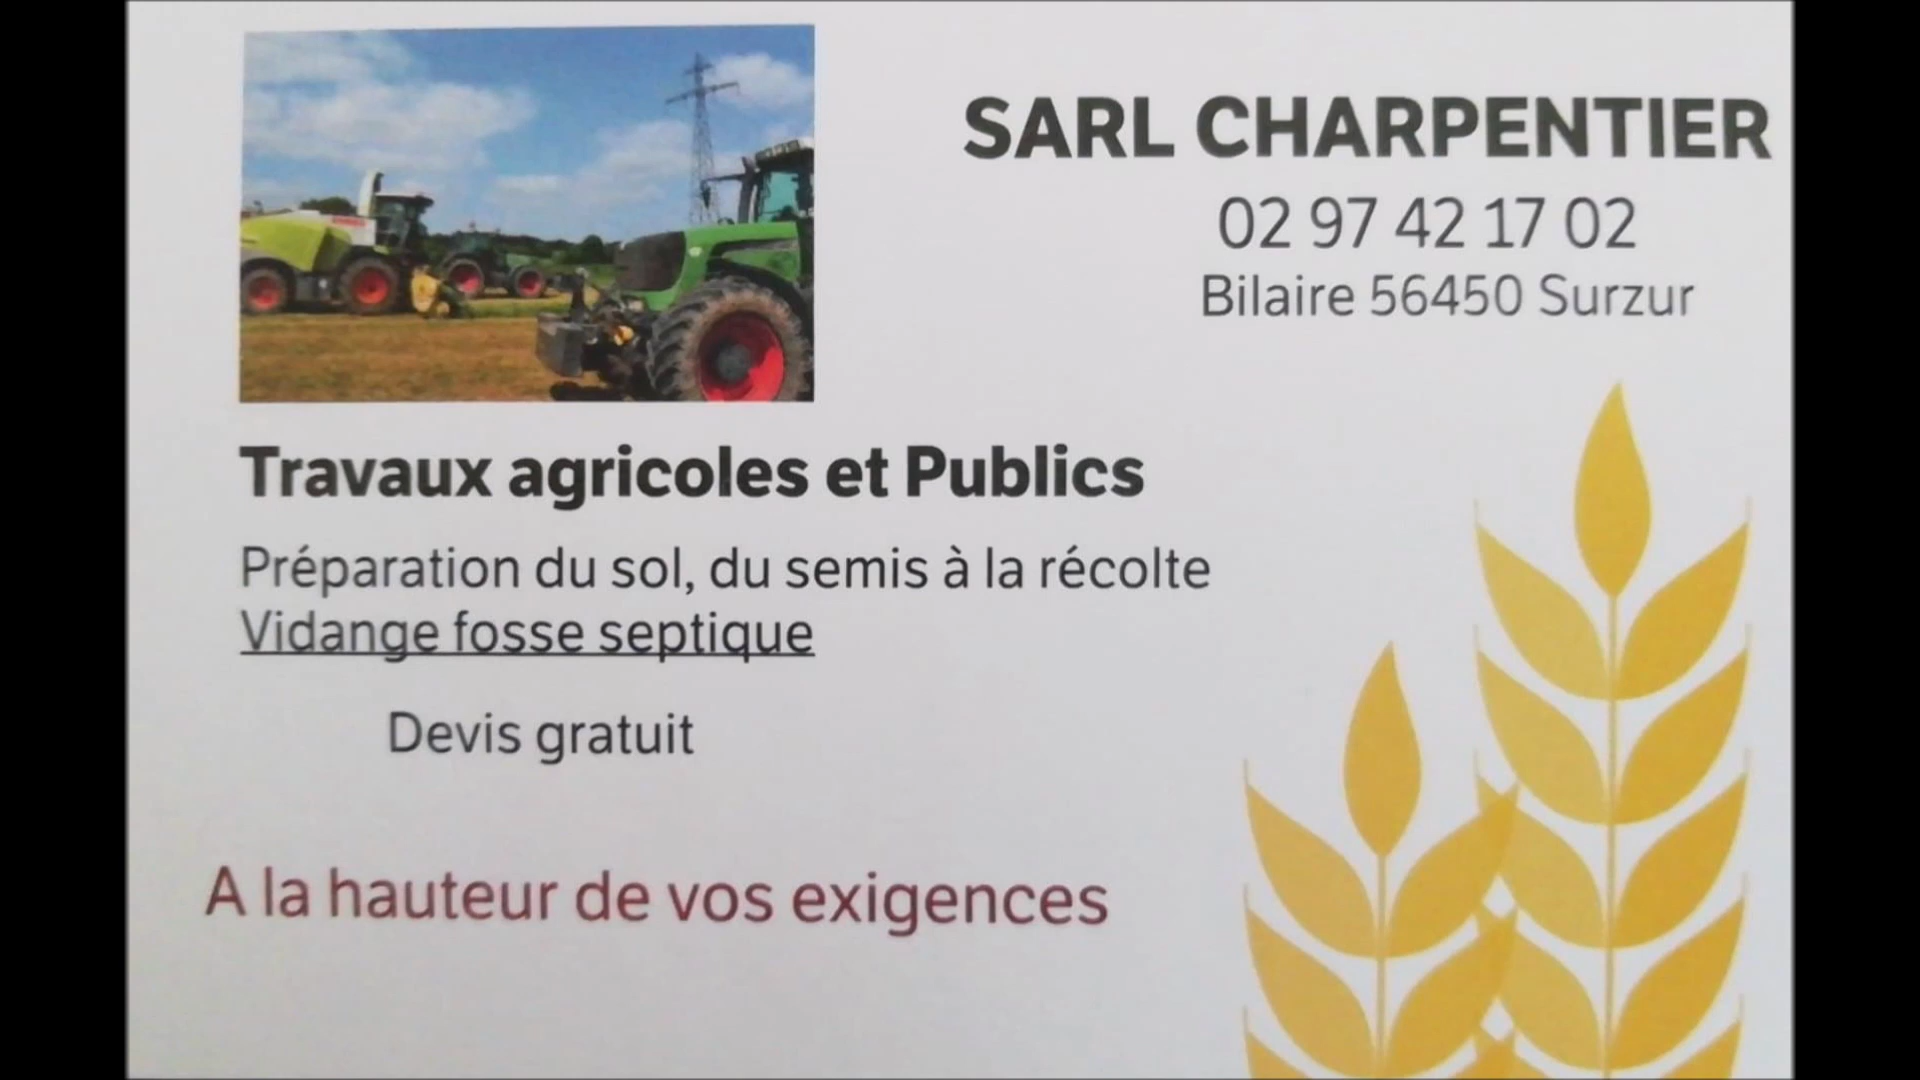 SARL CHARPENTIER
02 97 42 17 02
Bilaire 56450 Surzur
Travaux agricoles et Publics
Préparation du sol, du semis à la récolte
Vidange fosse septique
Devis gratuit
A la hauteur de vos exigences